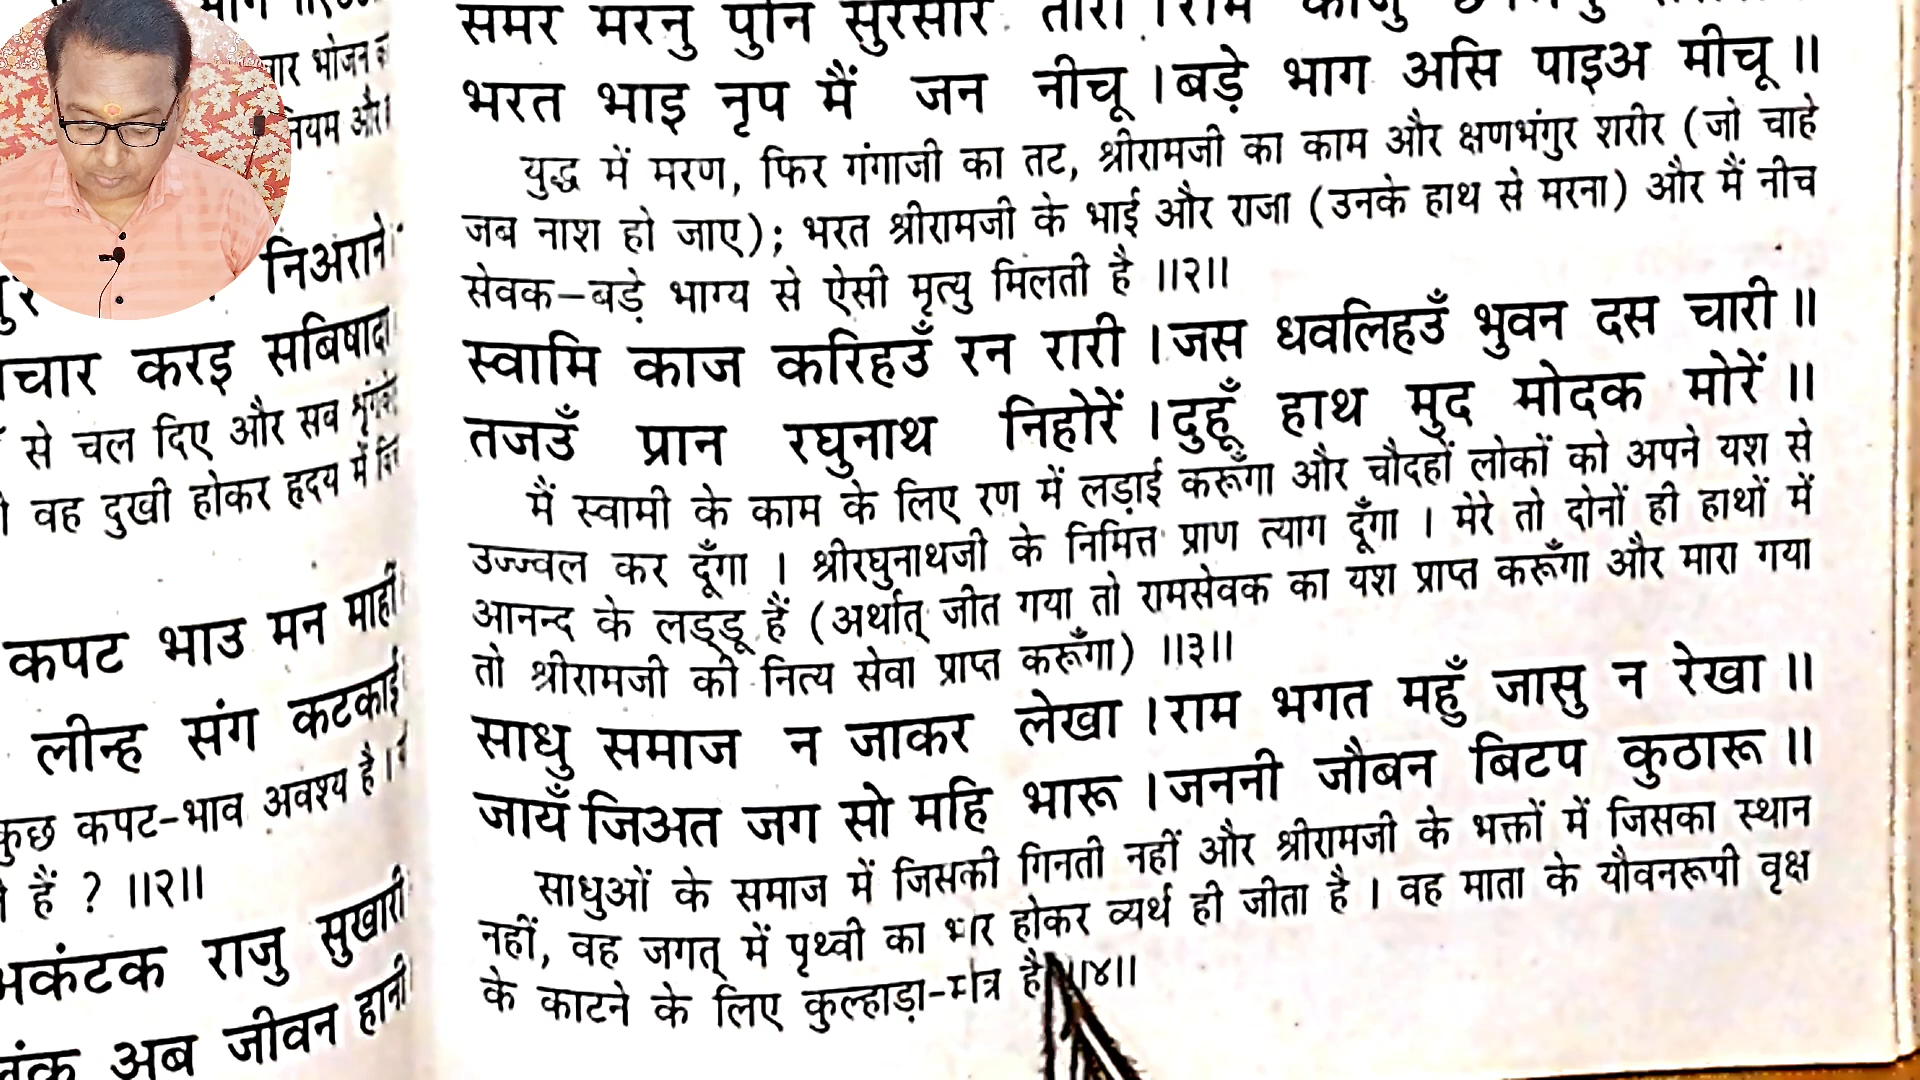 भोजन
नियम और
निअराने
चार करइ सबिषादा
से चल दिए और सब
वह दुखी होकर हृदय में
कपट भाउ मन माहीं
लीन्ह संग कटकाई
कुछ कपट-भाव अवश्य है ।
हैं ? ॥२॥
अकंटक राजु सुखारी
अब जीवन हानी
समर मरनु पुनि सुरसरि तीरा । राम काजु
भरत भाइ नृप मैं जन नीचू । बड़े भाग असि पाइअ मीचू ॥
युद्ध में मरण, फिर गंगाजी का तट, श्रीरामजी का काम और क्षणभंगुर शरीर (जो चाहे
जब नाश हो जाए); भरत श्रीरामजी के भाई और राजा (उनके हाथ से मरना) और मैं नीच
सेवक—बड़े भाग्य से ऐसी मृत्यु मिलती है ॥२॥
स्वामि काज करिहउँ रन रारी । जस धवलिहउँ भुवन दस चारी ॥
तजउँ प्रान रघुनाथ निहोरें । दुहूँ हाथ मुद मोदक मोरें ॥
मैं स्वामी के काम के लिए रण में लड़ाई करूँगा और चौदहों लोकों को अपने यश से
उज्ज्वल कर दूँगा । श्रीरघुनाथजी के निमित्त प्राण त्याग दूँगा । मेरे तो दोनों ही हाथों में
आनन्द के लड्डू हैं (अर्थात् जीत गया तो रामसेवक का यश प्राप्त करूँगा और मारा गया
तो श्रीरामजी की नित्य सेवा प्राप्त करूँगा) ॥३॥
साधु समाज न जाकर लेखा । राम भगत महुँ जासु न रेखा ॥
जायँ जिअत जग सो महि भारू । जननी जौबन बिटप कुठारू ॥
साधुओं के समाज में जिसकी गिनती नहीं और श्रीरामजी के भक्तों में जिसका स्थान
नहीं, वह जगत् में पृथ्वी का भार होकर व्यर्थ ही जीता है । वह माता के यौवनरूपी वृक्ष
के काटने के लिए कुल्हाड़ा-मात्र है ॥४॥